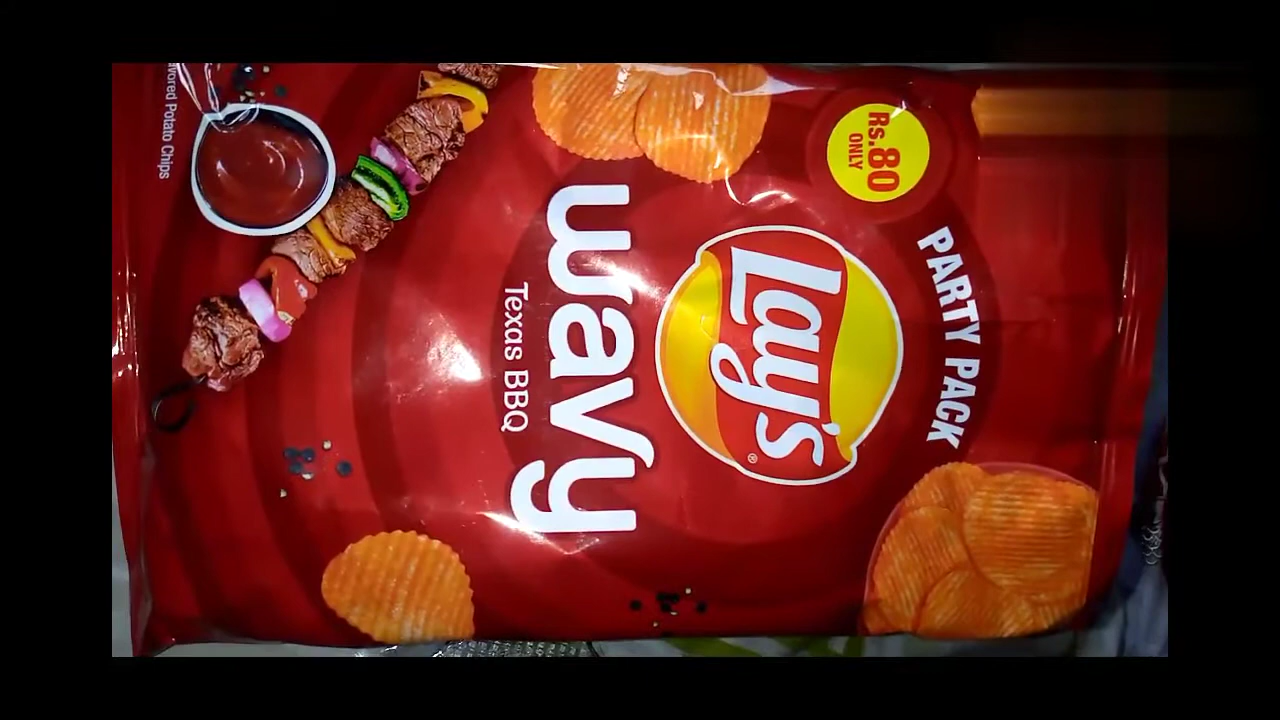 PARTY PACK
Rs.80
ONLY
Lay's®
wavy
Texas BBQ
Potato Chips